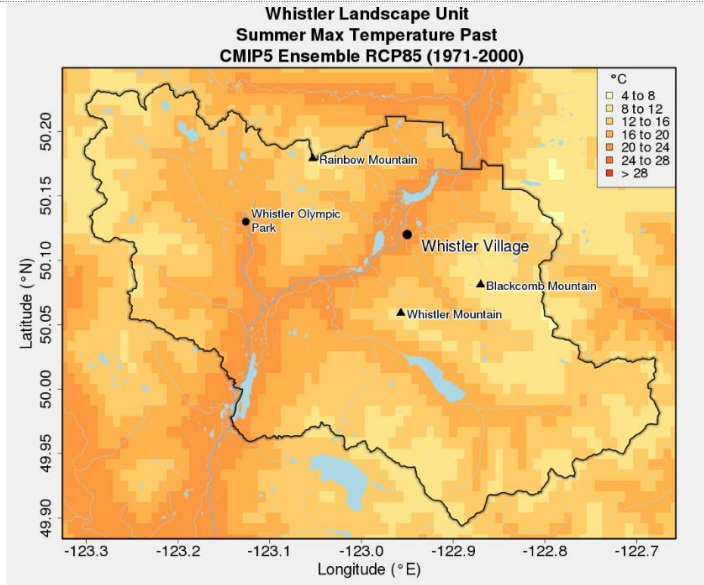 Whistler Landscape Unit
Summer Max Temperature Past
CMIP5 Ensemble RCP85 (1971-2000)
°C
4 to 8
8 to 12
12 to 16
16 to 20
20 to 24
24 to 28
> 28
50.20
50.15
50.10
50.05
50.00
49.95
49.90
Latitude (°N)
Rainbow Mountain
Whistler Olympic
Park
Whistler Village
Blackcomb Mountain
Whistler Mountain
-123.3
-123.2
-123.1
-123.0
-122.9
-122.8
-122.7
Longitude (°E)